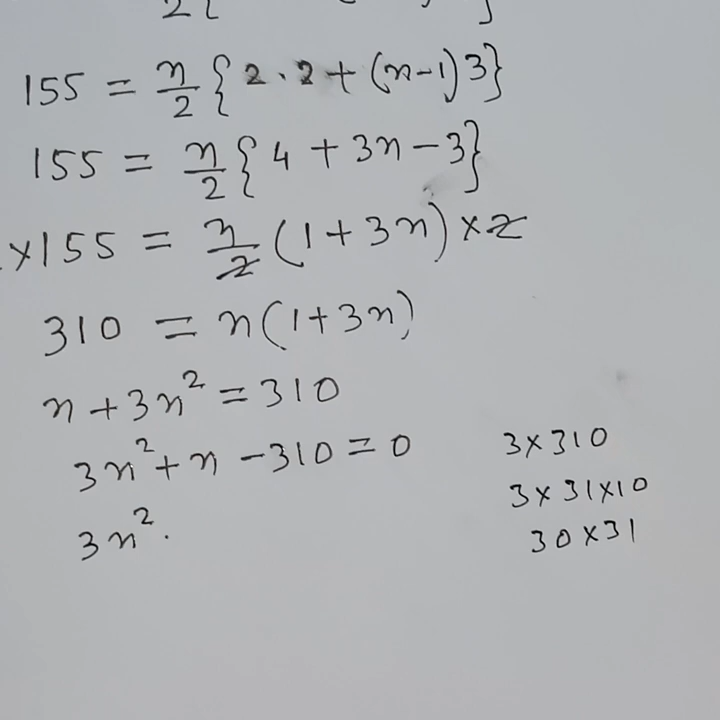 2{ }
155 = n/2 {2.2 + (n-1)3}
155 = n/2 {4 + 3n - 3}
×155 = n/2 (1 + 3n) × 2
310 = n(1+3n)
n + 3n² = 310
3n² + n - 310 = 0
3n².
3 × 310
3 × 31 × 10
30 × 31